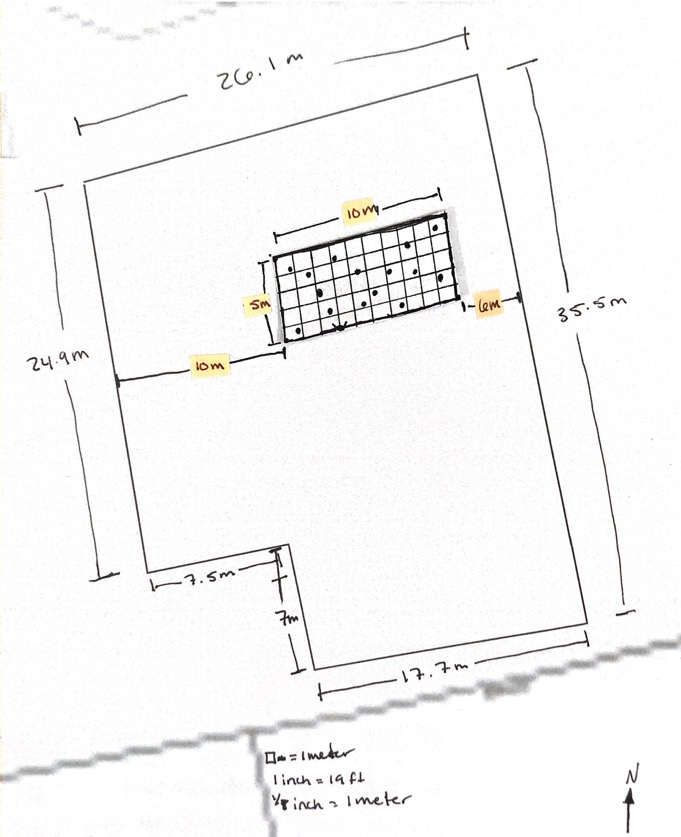 26.1 m
10m
5m
6m
35.5m
24.9m
10m
7.5m
7m
17.7m
= 1 meter
1 inch = 19 ft
1/8 inch = 1 meter
N